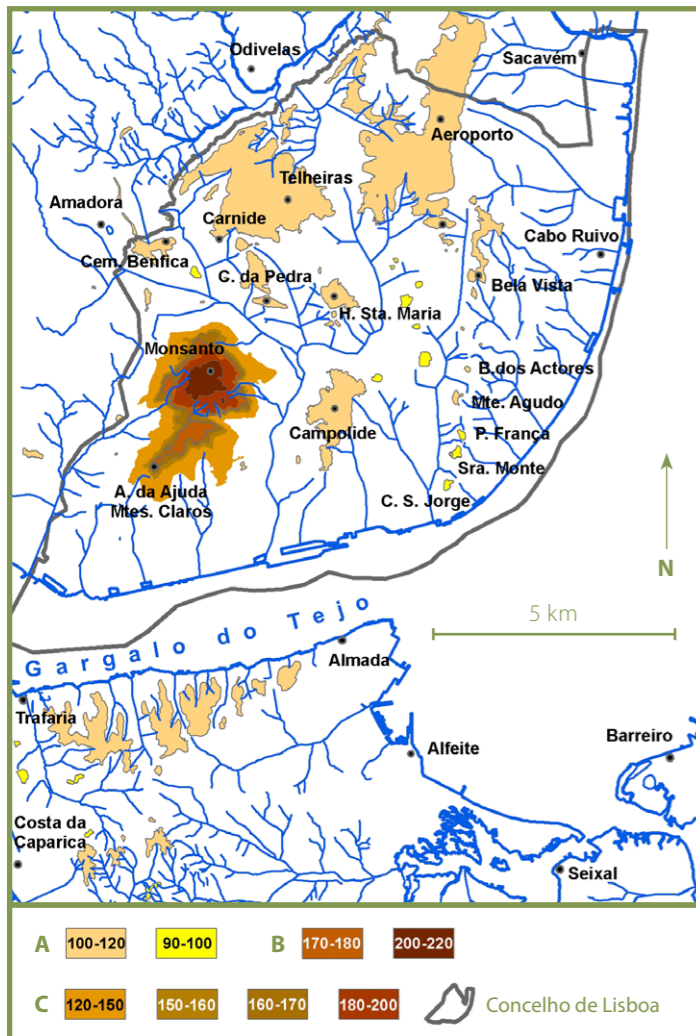 Odivelas
Sacavém
Aeroporto
Telheiras
Amadora
Carnide
Cabo Ruivo
Cem. Benfica
C. da Pedra
Bela Vista
H. Sta. Maria
Monsanto
B.dos Actores
Mte. Agudo
Campolide
P. França
Sra. Monte
A. da Ajuda
Mtes. Claros
C. S. Jorge
N
5 km
Gargalo do Tejo
Almada
Trafaria
Alfeite
Barreiro
Costa da
Caparica
Seixal
A 100-120 90-100 B 170-180 200-220
C 120-150 150-160 160-170 180-200 Concelho de Lisboa